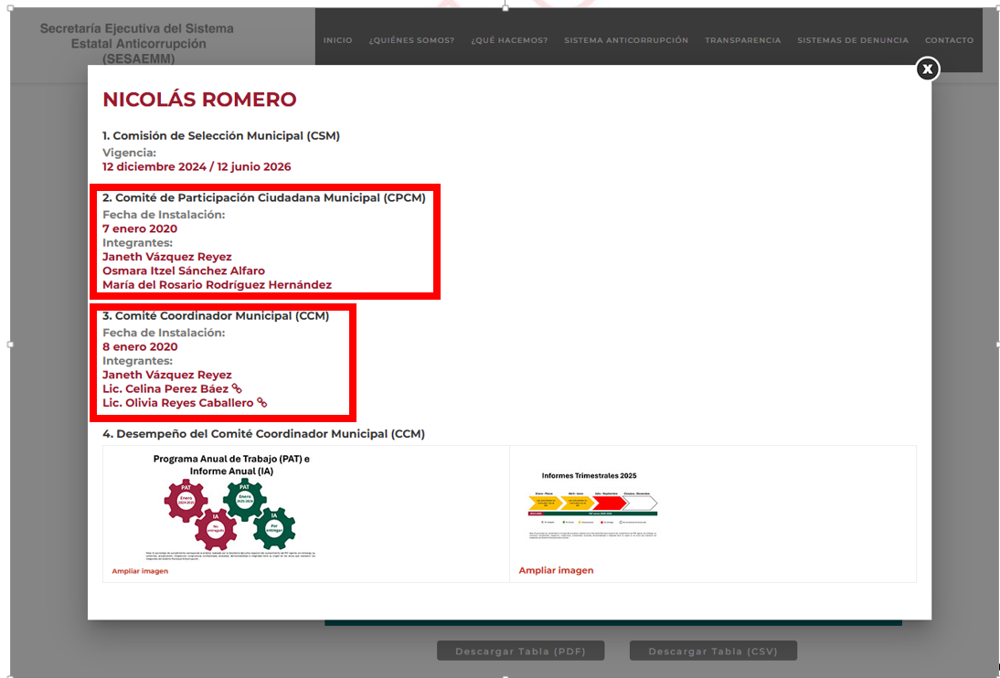 Secretaría Ejecutiva del Sistema
Estatal Anticorrupción
(SESAEMM)
INICIO ¿QUIÉNES SOMOS? ¿QUÉ HACEMOS? SISTEMA ANTICORRUPCIÓN TRANSPARENCIA SISTEMAS DE DENUNCIA CONTACTO
X
NICOLÁS ROMERO
1. Comisión de Selección Municipal (CSM)
Vigencia:
12 diciembre 2024 / 12 junio 2026
2. Comité de Participación Ciudadana Municipal (CPCM)
Fecha de Instalación:
7 enero 2020
Integrantes:
Janeth Vázquez Reyez
Osmara Itzel Sánchez Alfaro
María del Rosario Rodríguez Hernández
3. Comité Coordinador Municipal (CCM)
Fecha de Instalación:
8 enero 2020
Integrantes:
Janeth Vázquez Reyez
Lic. Celina Perez Báez
Lic. Olivia Reyes Caballero
4. Desempeño del Comité Coordinador Municipal (CCM)
Programa Anual de Trabajo (PAT) e
Informe Anual (IA)
PAT
Enero
2024-2025
PAT
Enero
2025-2026
IA
No
entregado
IA
Por
entregar
Ampliar imagen
Informes Trimestrales 2025
Enero - Marzo Abril - Junio Julio - Septiembre Octubre - Diciembre
Ampliar imagen
Descargar Tabla (PDF) Descargar Tabla (CSV)